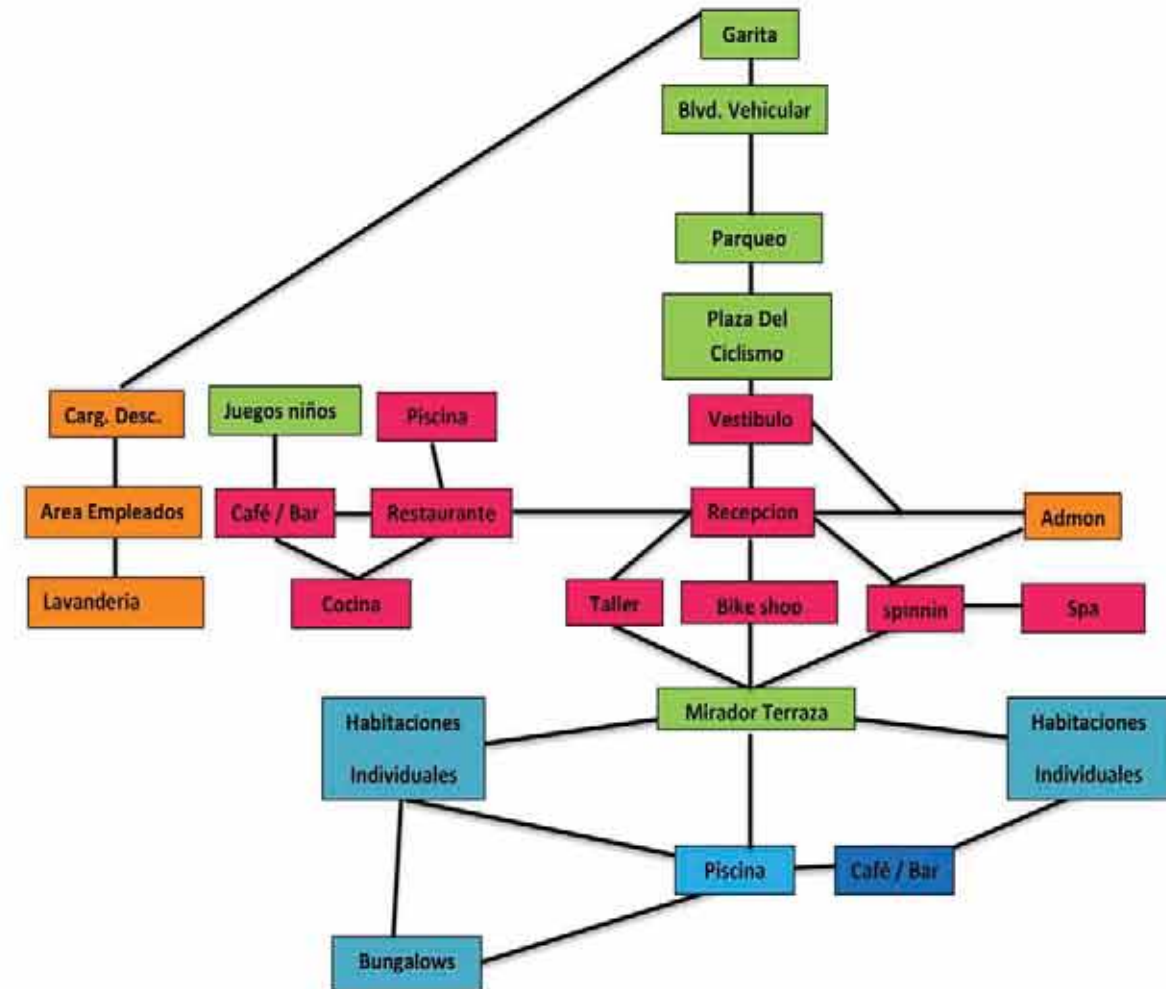 Garita
Blvd. Vehicular
Parqueo
Plaza Del
Ciclismo
Carg. Desc.
Juegos niños
Piscina
Vestibulo
Area Empleados
Café / Bar
Restaurante
Recepcion
Admon
Lavanderia
Cocina
Taller
Bike shop
spinnin
Spa
Habitaciones
Individuales
Mirador Terraza
Habitaciones
Individuales
Piscina
Café / Bar
Bungalows